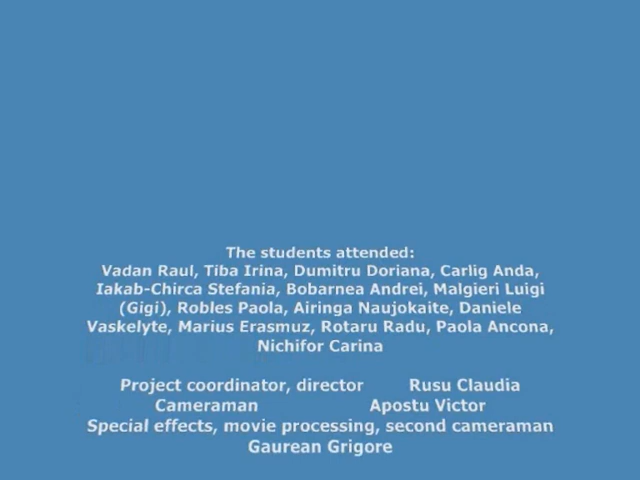 The students attended:
Vadan Raul, Tiba Irina, Dumitru Doriana, Carlig Anda,
Iakab-Chirca Stefania, Bobarnea Andrei, Malgieri Luigi
(Gigi), Robles Paola, Airinga Naujokaite, Daniele
Vaskelyte, Marius Erasmuz, Rotaru Radu, Paola Ancona,
Nichifor Carina
Project coordinator, director Rusu Claudia
Cameraman Apostu Victor
Special effects, movie processing, second cameraman
Gaurean Grigore